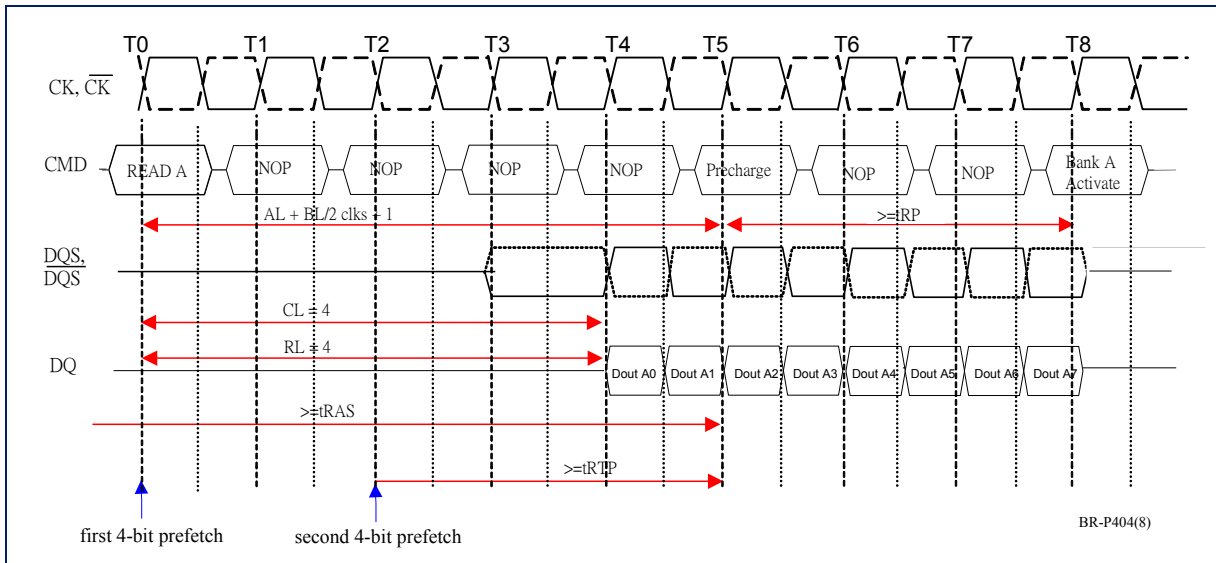 T0 T1 T2 T3 T4 T5 T6 T7 T8
CK, CK
CMD READ A NOP NOP NOP NOP Precharge NOP NOP Bank A Activate
AL + BL/2 clks + 1 >=tRP
DQS,
DQS
CL = 4
RL = 4
DQ Dout A0 Dout A1 Dout A2 Dout A3 Dout A4 Dout A5 Dout A6 Dout A7
>=tRAS
>=tRTP
first 4-bit prefetch second 4-bit prefetch
BR-P404(8)